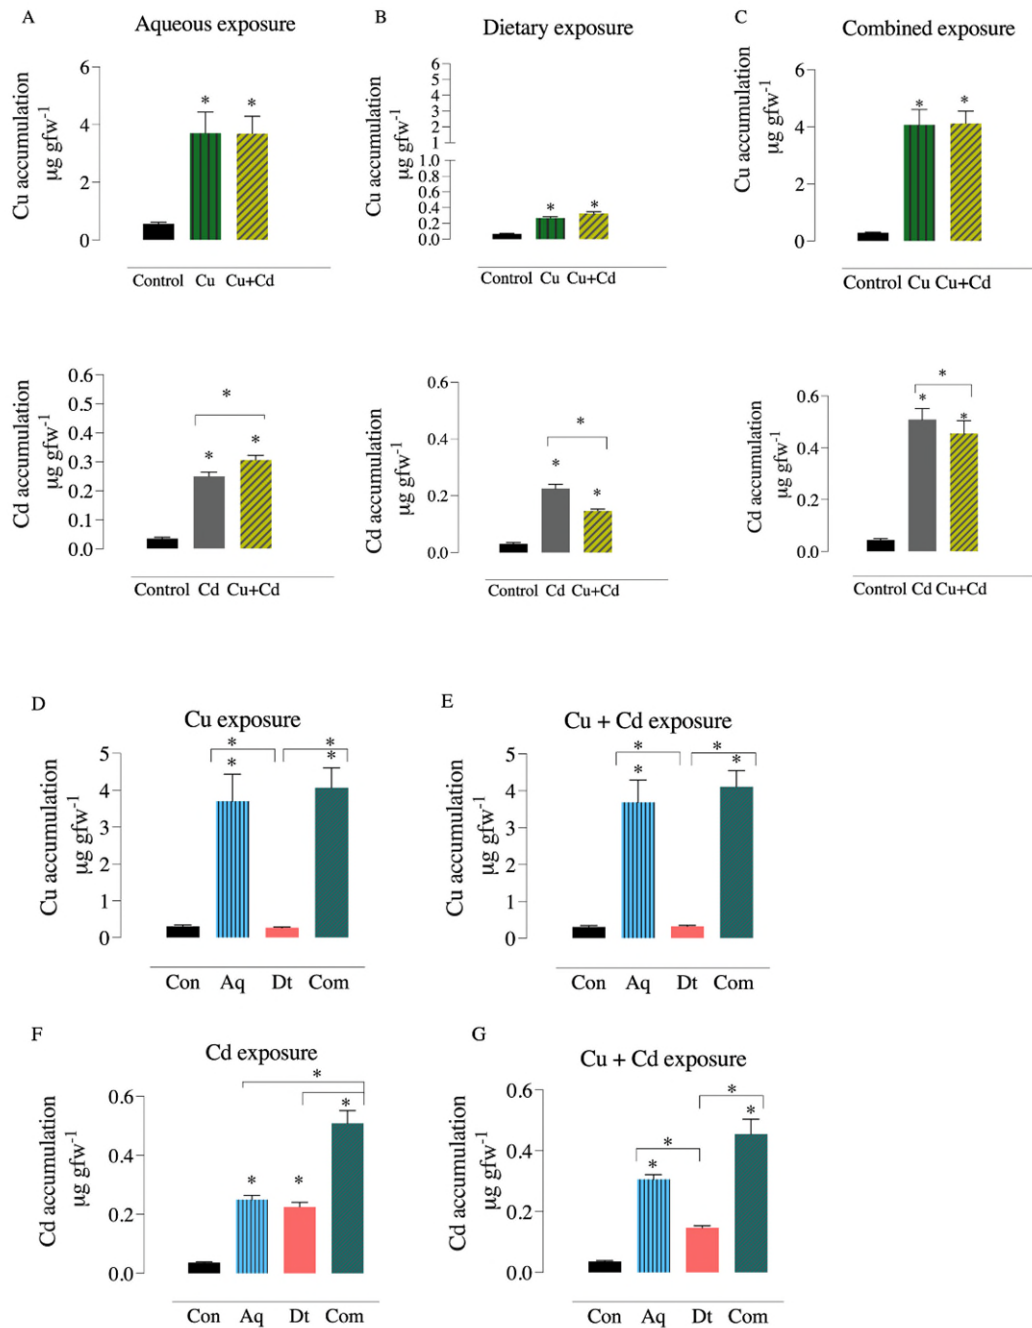 A
Aqueous exposure
Cu accumulation
µg gfw-1
6
4
2
0
*
*
Control Cu Cu+Cd
B
Dietary exposure
Cu accumulation
µg gfw-1
6
5
4
3
2
1
1.0
0.8
0.6
0.4
0.2
0.0
*
*
Control Cu Cu+Cd
C
Combined exposure
Cu accumulation
µg gfw-1
6
4
2
0
*
*
Control Cu Cu+Cd
Cd accumulation
µg gfw-1
0.6
0.5
0.4
0.3
0.2
0.1
0.0
*
*
*
Control Cd Cu+Cd
Cd accumulation
µg gfw-1
0.6
0.4
0.2
0.0
*
*
*
Control Cd Cu+Cd
Cd accumulation
µg gfw-1
0.6
0.4
0.2
0.0
*
*
*
Control Cd Cu+Cd
D
Cu exposure
Cu accumulation
µg gfw-1
5
4
3
2
1
0
* *
* *
Con Aq Dt Com
E
Cu + Cd exposure
Cu accumulation
µg gfw-1
5
4
3
2
1
0
* *
* *
Con Aq Dt Com
F
Cd exposure
Cd accumulation
µg gfw-1
0.6
0.4
0.2
0.0
*
*
* *
Con Aq Dt Com
G
Cu + Cd exposure
Cd accumulation
µg gfw-1
0.6
0.4
0.2
0.0
*
*
*
*
Con Aq Dt Com